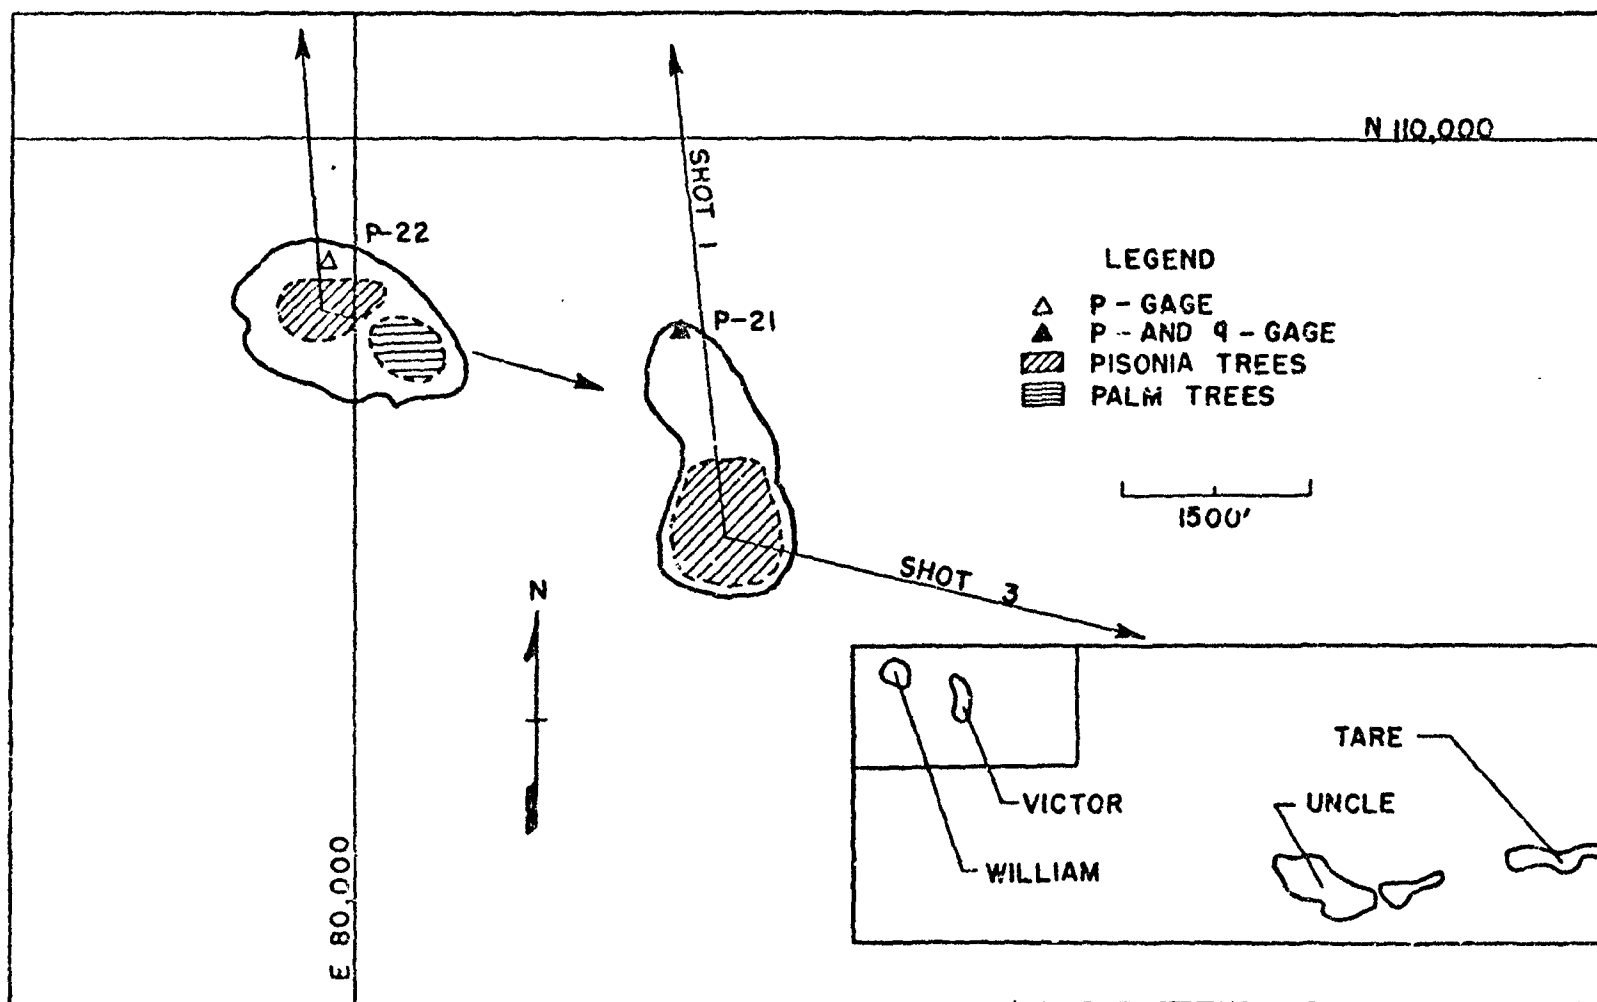 N 110,000
SHOT 1
P-22
P-21
LEGEND
P - GAGE
P - AND q - GAGE
PISONIA TREES
PALM TREES
1500'
SHOT 3
N
TARE
VICTOR
UNCLE
WILLIAM
E 80,000